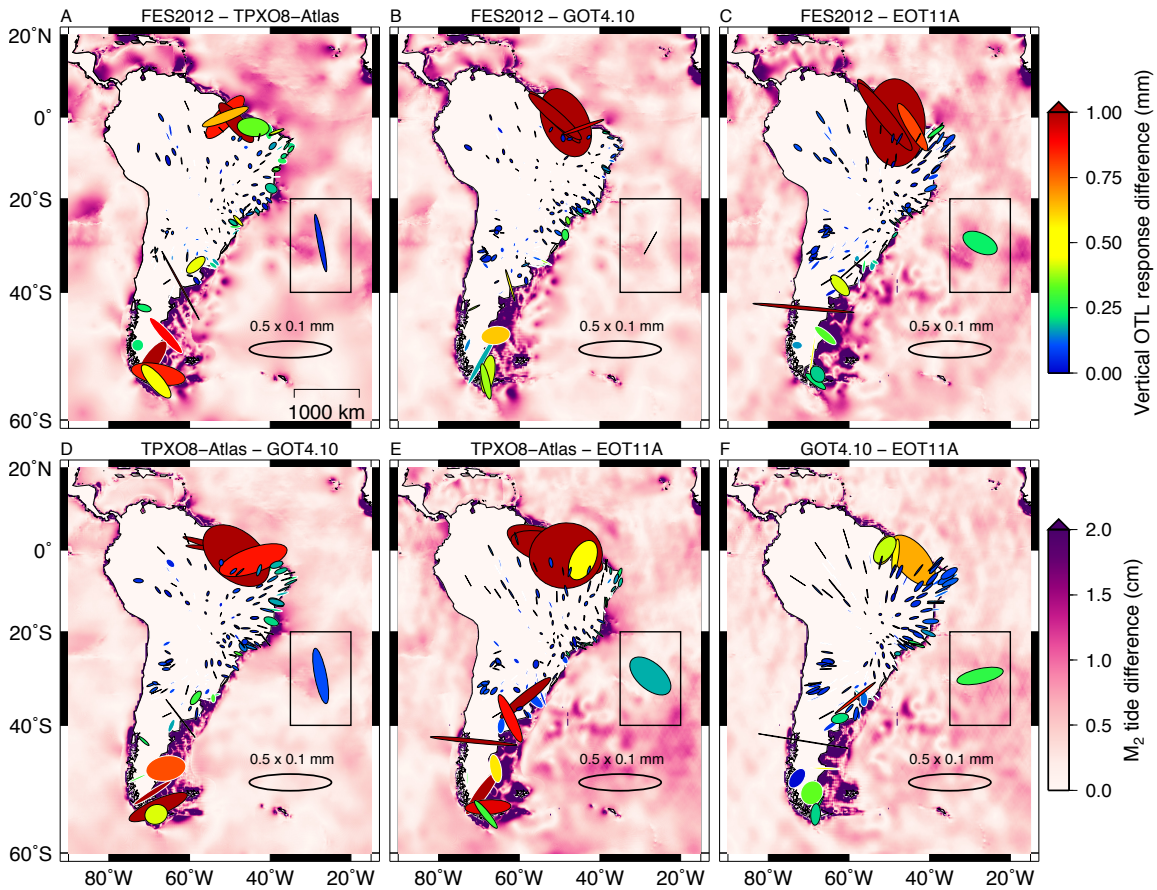 A FES2012 − TPXO8−Atlas
B FES2012 − GOT4.10
C FES2012 − EOT11A
20˚N
0˚
20˚S
40˚S
60˚S
0.5 x 0.1 mm
1000 km
0.5 x 0.1 mm
0.5 x 0.1 mm
1.00
0.75
0.50
0.25
0.00
Vertical OTL response difference (mm)
D TPXO8−Atlas − GOT4.10
E TPXO8−Atlas − EOT11A
F GOT4.10 − EOT11A
20˚N
0˚
20˚S
40˚S
60˚S
0.5 x 0.1 mm
0.5 x 0.1 mm
0.5 x 0.1 mm
80˚W 60˚W 40˚W 20˚W
80˚W 60˚W 40˚W 20˚W
80˚W 60˚W 40˚W 20˚W
2.0
1.5
1.0
0.5
0.0
M₂ tide difference (cm)